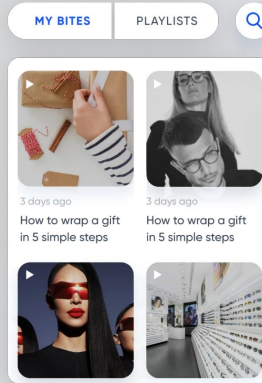 MY BITES
PLAYLISTS
3 days ago
How to wrap a gift
in 5 simple steps
3 days ago
How to wrap a gift
in 5 simple steps